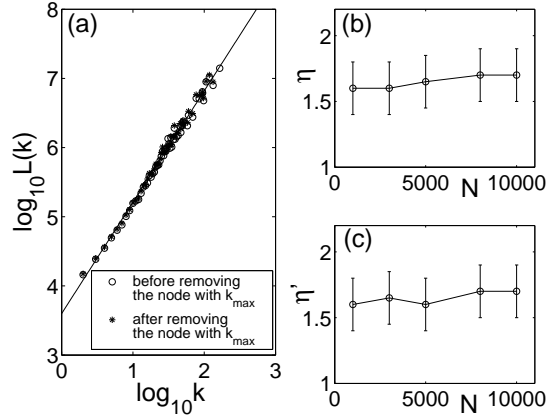 (a)
log₁₀L(k)
8
7
6
5
4
3
0
1
2
3
log₁₀k
before removing
the node with kₘₐₓ
after removing
the node with kₘₐₓ
(b)
η
2
1.5
1
0
5000
10000
N
(c)
η'
2
1.5
1
0
5000
10000
N